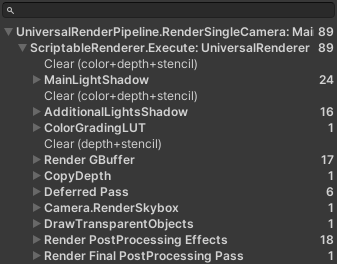 UniversalRenderPipeline.RenderSingleCamera: Mai 89
ScriptableRenderer.Execute: UniversalRenderer 89
Clear (color+depth+stencil)
MainLightShadow 24
Clear (color+depth+stencil)
AdditionalLightsShadow 16
ColorGradingLUT 1
Clear (depth+stencil)
Render GBuffer 17
CopyDepth 1
Deferred Pass 6
Camera.RenderSkybox 1
DrawTransparentObjects 1
Render PostProcessing Effects 18
Render Final PostProcessing Pass 1